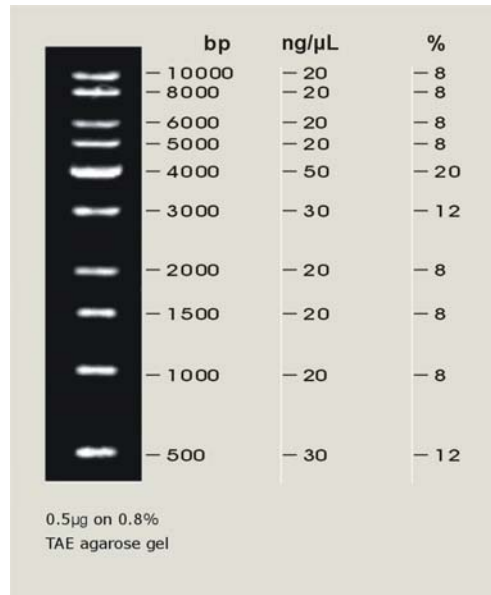 bp ng/µL %
– 10000 – 20 – 8
– 8000 – 20 – 8
– 6000 – 20 – 8
– 5000 – 20 – 8
– 4000 – 50 – 20
– 3000 – 30 – 12
– 2000 – 20 – 8
– 1500 – 20 – 8
– 1000 – 20 – 8
– 500 – 30 – 12
0.5µg on 0.8%
TAE agarose gel